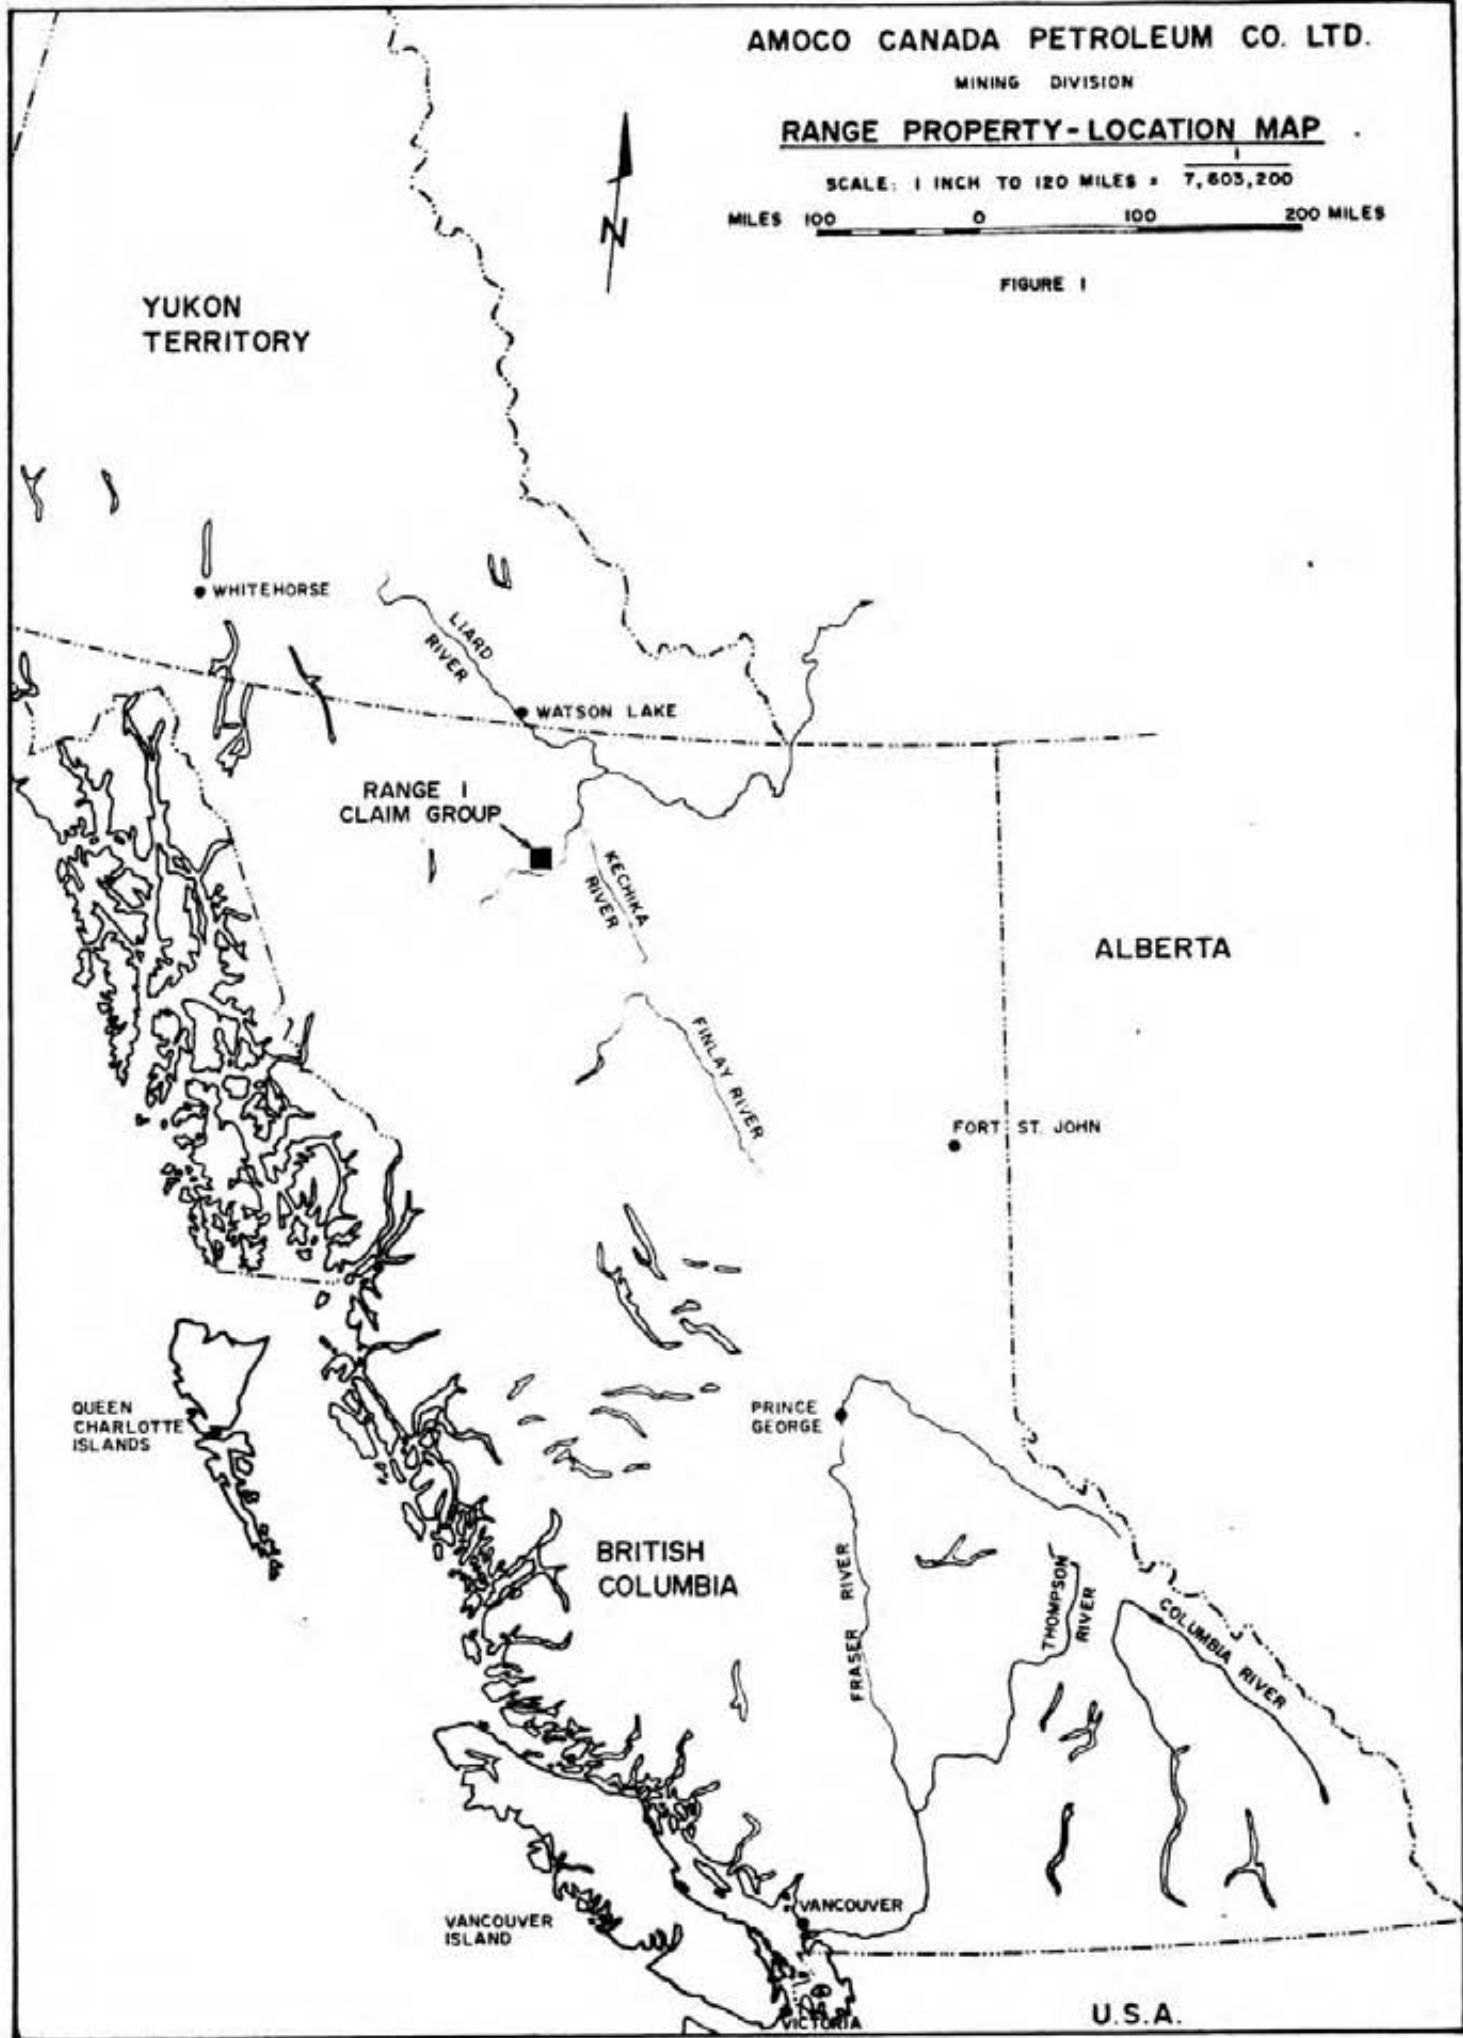 AMOCO CANADA PETROLEUM CO. LTD.
MINING DIVISION
RANGE PROPERTY-LOCATION MAP
SCALE: 1 INCH TO 120 MILES = 1
7,603,200
MILES 100 0 100 200 MILES
FIGURE 1
N
YUKON
TERRITORY
WHITEHORSE
LIARD
RIVER
WATSON LAKE
RANGE 1
CLAIM GROUP
KECHIKA
RIVER
ALBERTA
FINLAY RIVER
FORT ST. JOHN
QUEEN
CHARLOTTE
ISLANDS
PRINCE
GEORGE
BRITISH
COLUMBIA
FRASER RIVER
THOMPSON
RIVER
COLUMBIA RIVER
VANCOUVER
VANCOUVER
ISLAND
VICTORIA
U.S.A.